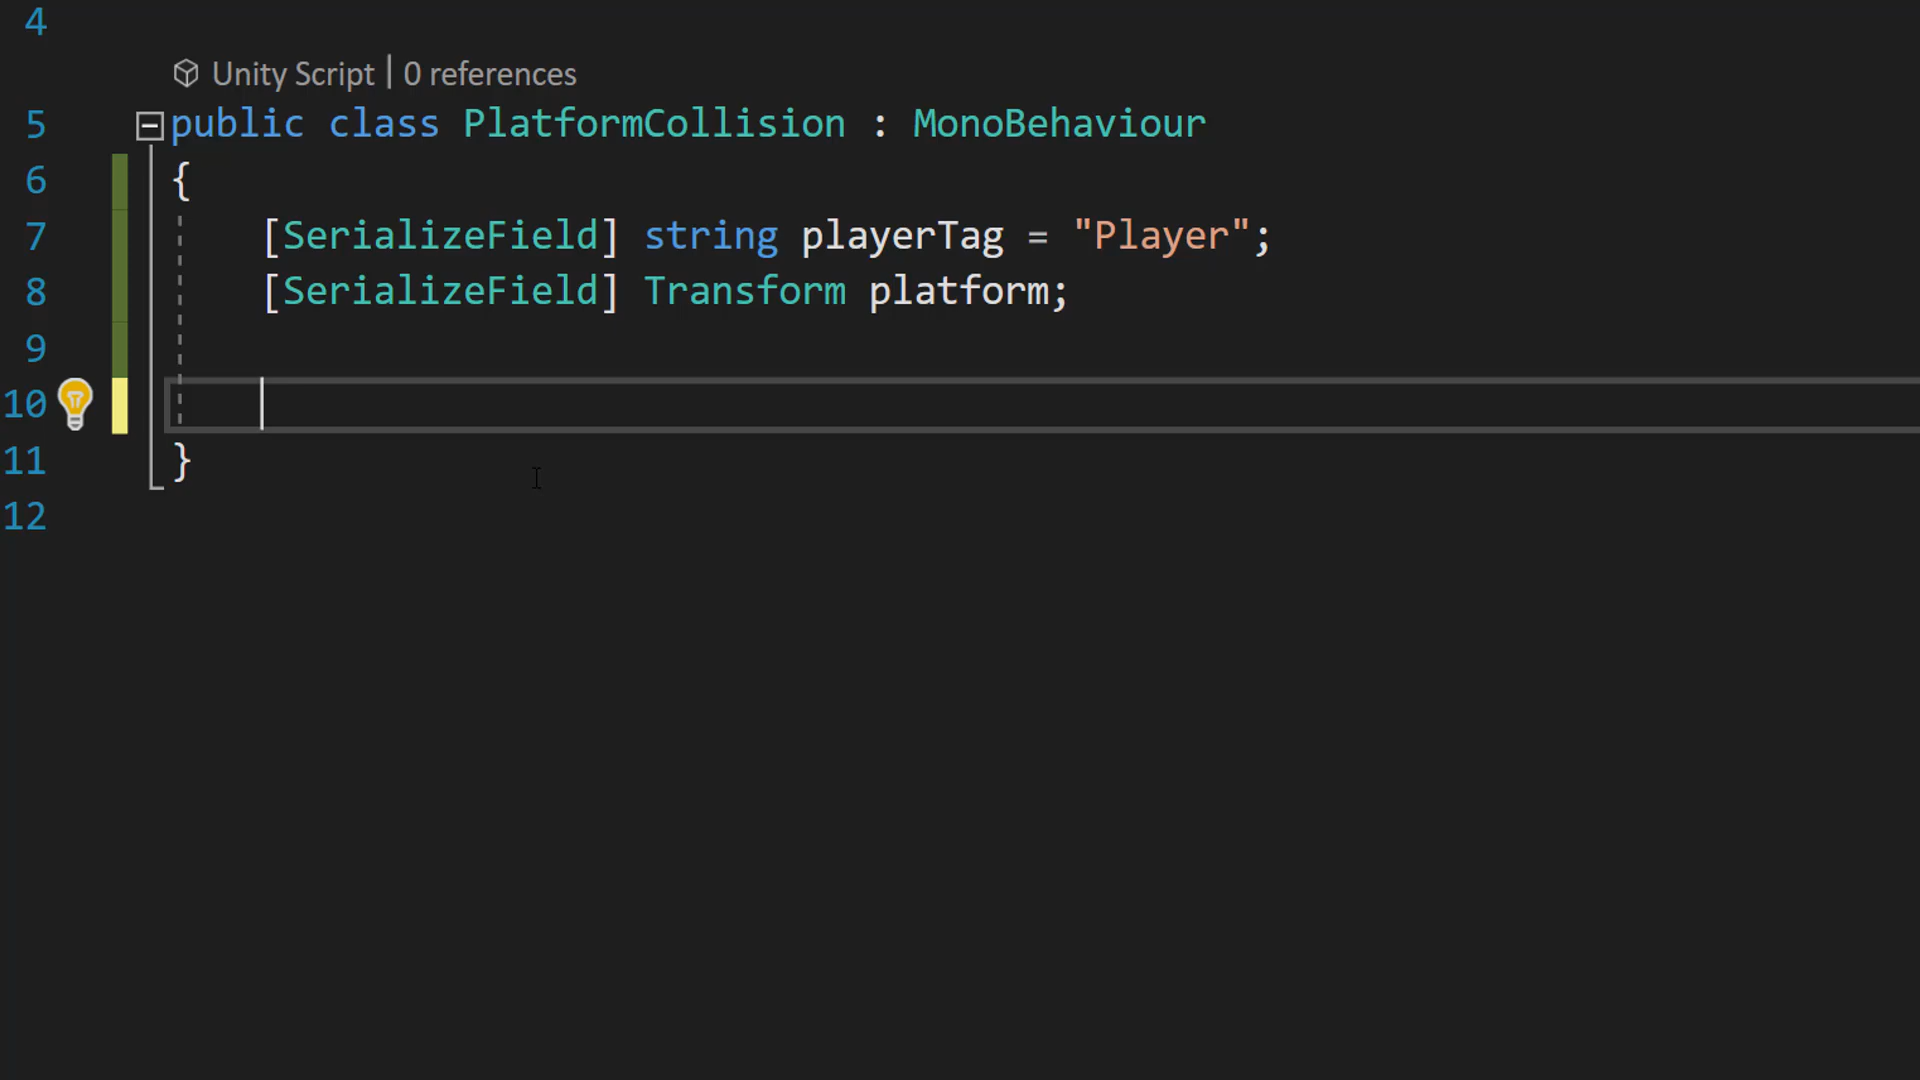 4
Unity Script | 0 references
5 public class PlatformCollision : MonoBehaviour
6 {
7 [SerializeField] string playerTag = "Player";
8 [SerializeField] Transform platform;
9
10
11 }
12